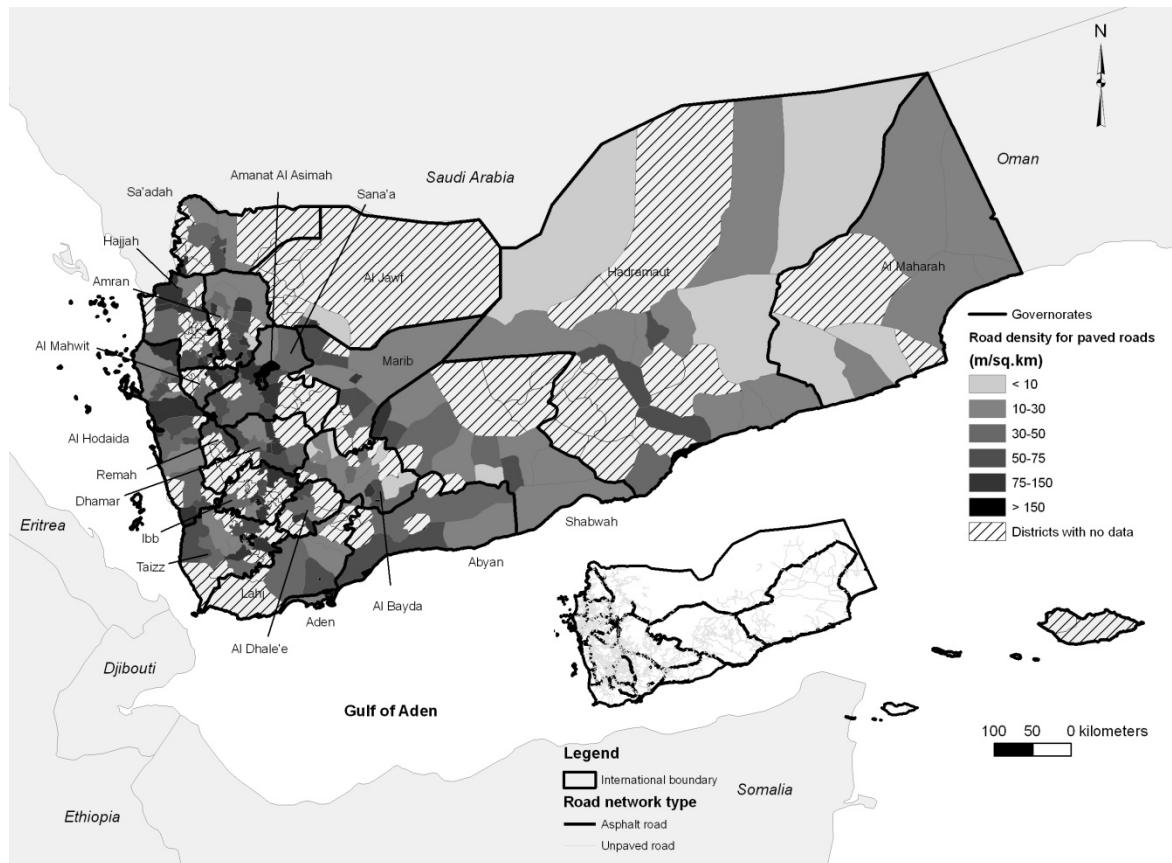 N
Oman
Saudi Arabia
Amanat Al Asimah
Sana'a
Sa'adah
Hajjah
Amran
Al Jawf
Hadramaut
Al Maharah
Al Mahwit
Marib
Al Hodaida
Remah
Dhamar
Ibb
Taizz
Lahj
Aden
Al Dhale'e
Al Bayda
Abyan
Shabwah
Eritrea
Djibouti
Ethiopia
Somalia
Gulf of Aden
Governorates
Road density for paved roads
(m/sq.km)
< 10
10-30
30-50
50-75
75-150
> 150
Districts with no data
100 50 0 kilometers
Legend
International boundary
Road network type
Asphalt road
Unpaved road